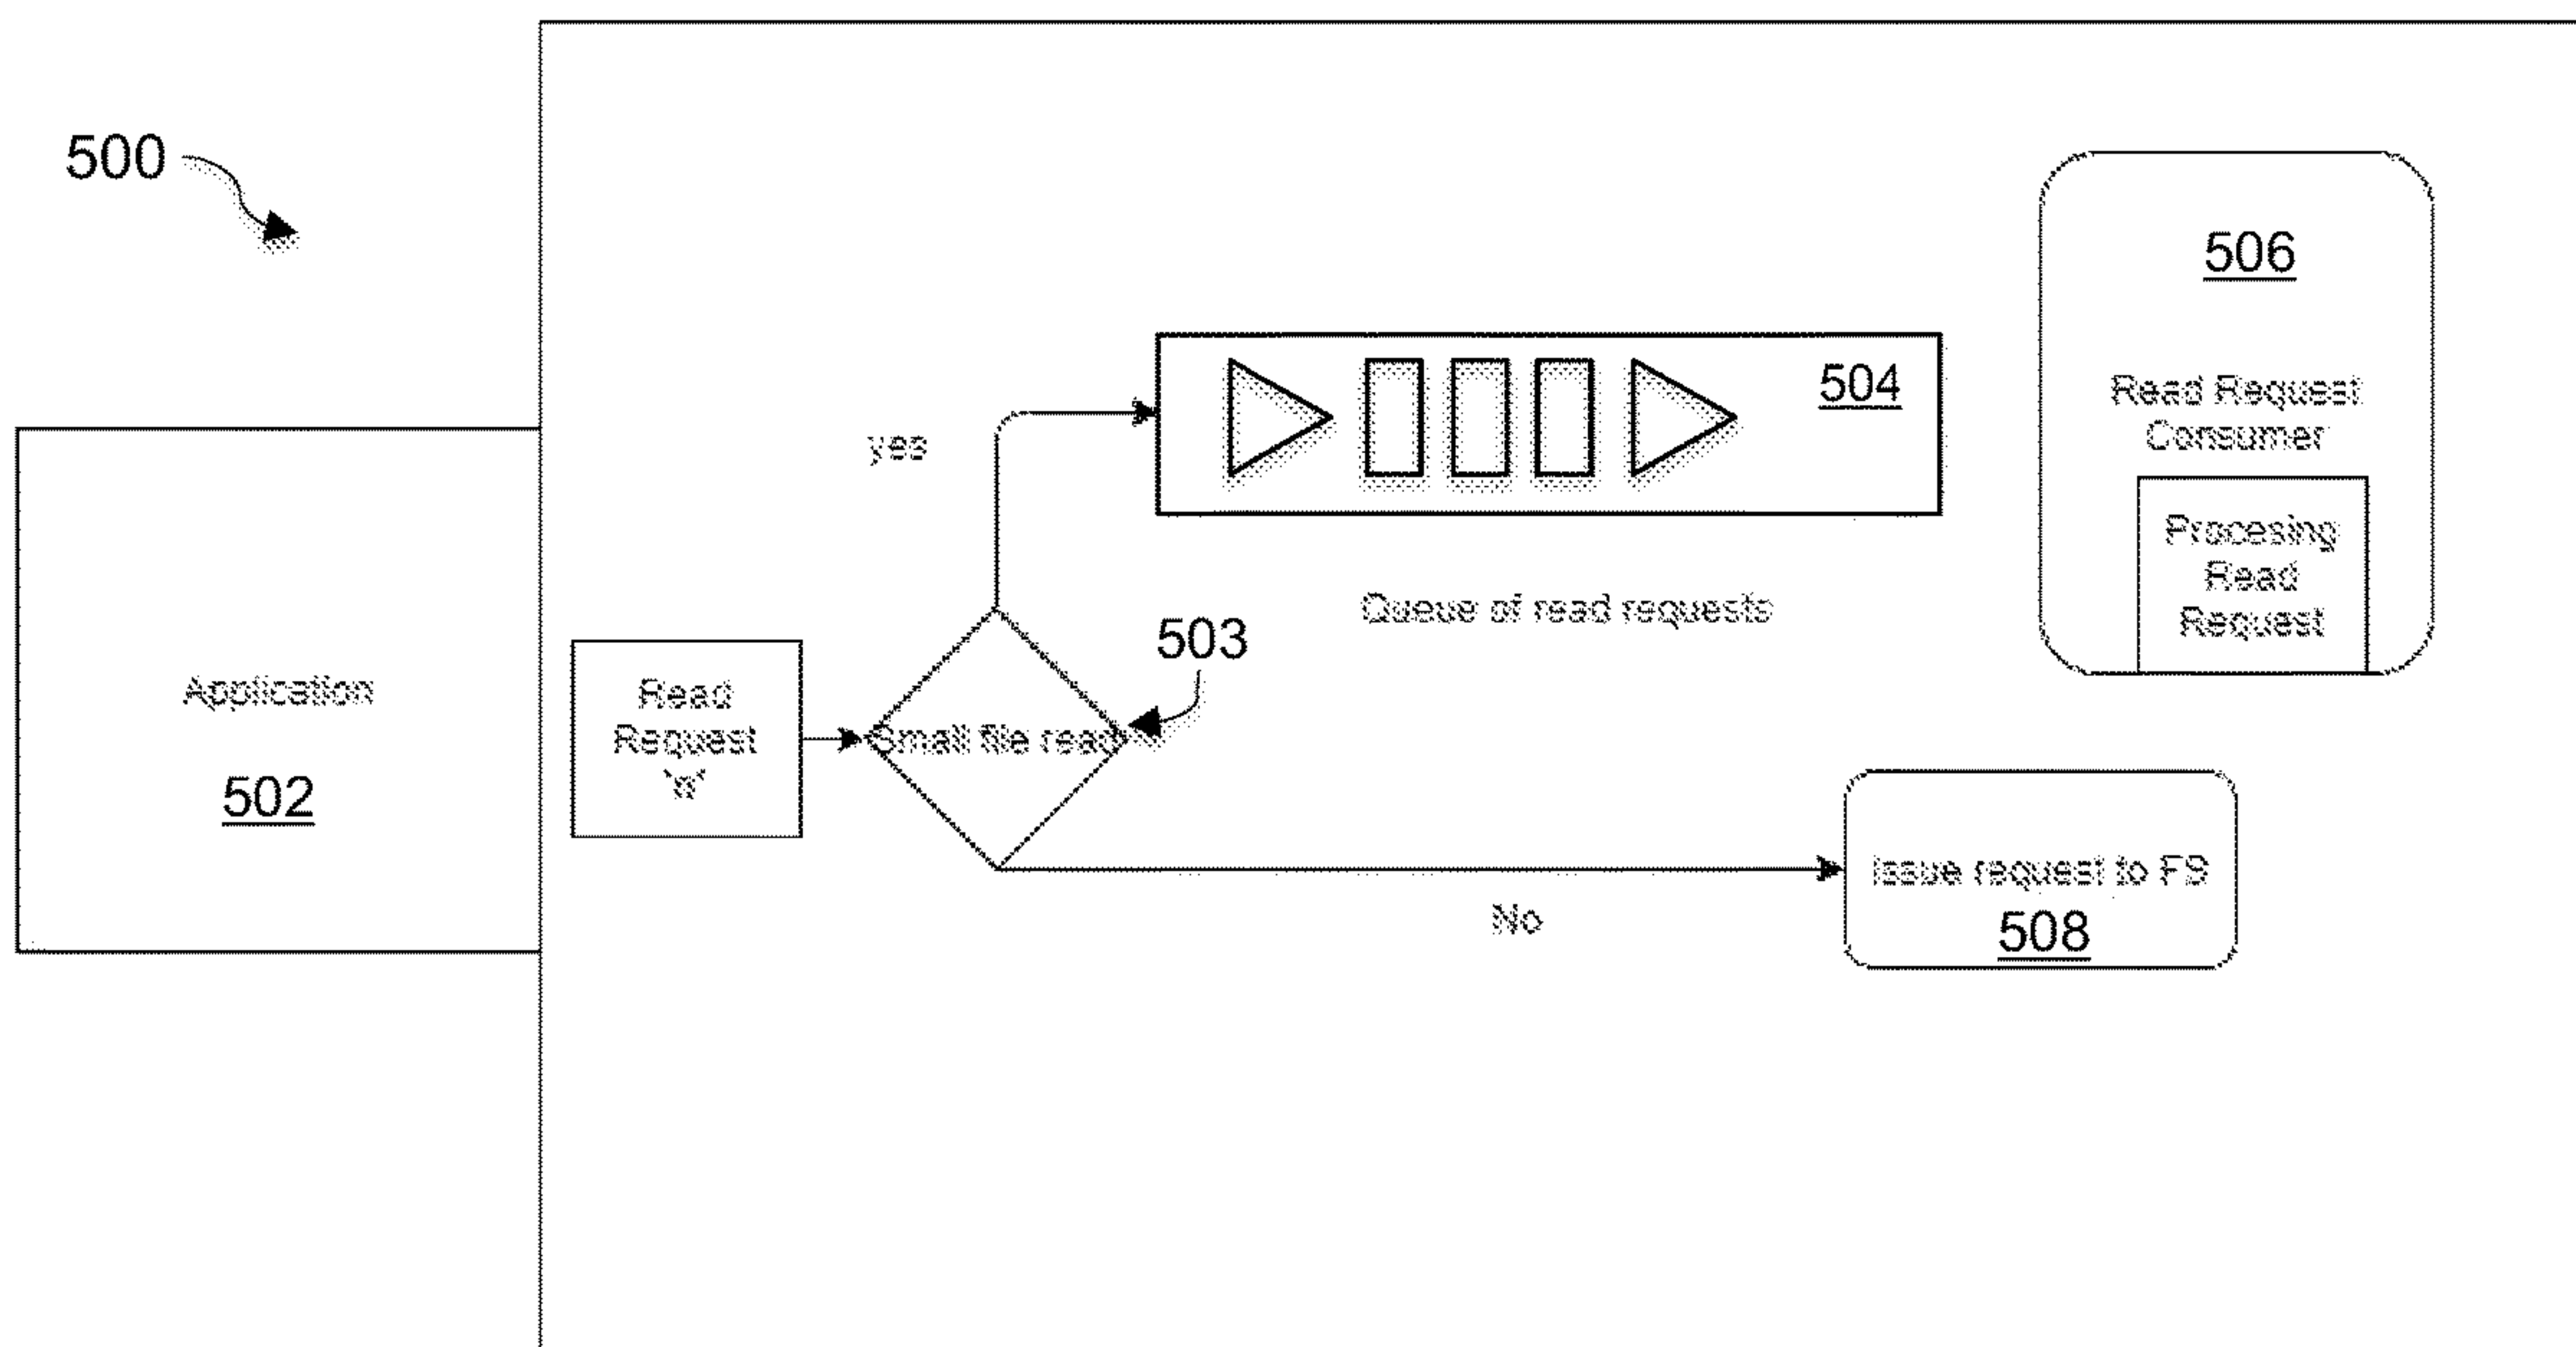 500
506
504
Read Request
Consumer
yes
Procesing
Read
Request
Queue of read requests
503
Application
502
Read
Request
'n'
Small file read
Issue request to FS
508
No